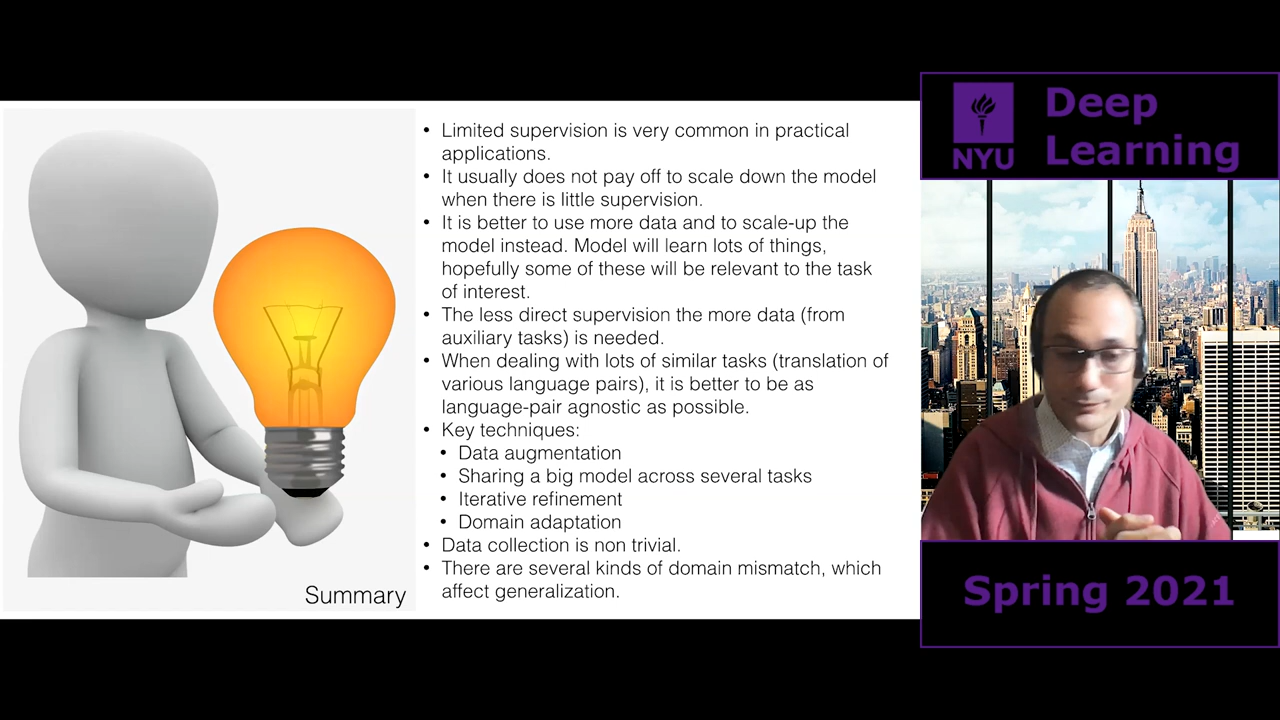 • Limited supervision is very common in practical
applications.
• It usually does not pay off to scale down the model
when there is little supervision.
• It is better to use more data and to scale-up the
model instead. Model will learn lots of things,
hopefully some of these will be relevant to the task
of interest.
• The less direct supervision the more data (from
auxiliary tasks) is needed.
• When dealing with lots of similar tasks (translation of
various language pairs), it is better to be as
language-pair agnostic as possible.
• Key techniques:
• Data augmentation
• Sharing a big model across several tasks
• Iterative refinement
• Domain adaptation
• Data collection is non trivial.
• There are several kinds of domain mismatch, which
affect generalization.
Summary
NYU
Deep
Learning
Spring 2021